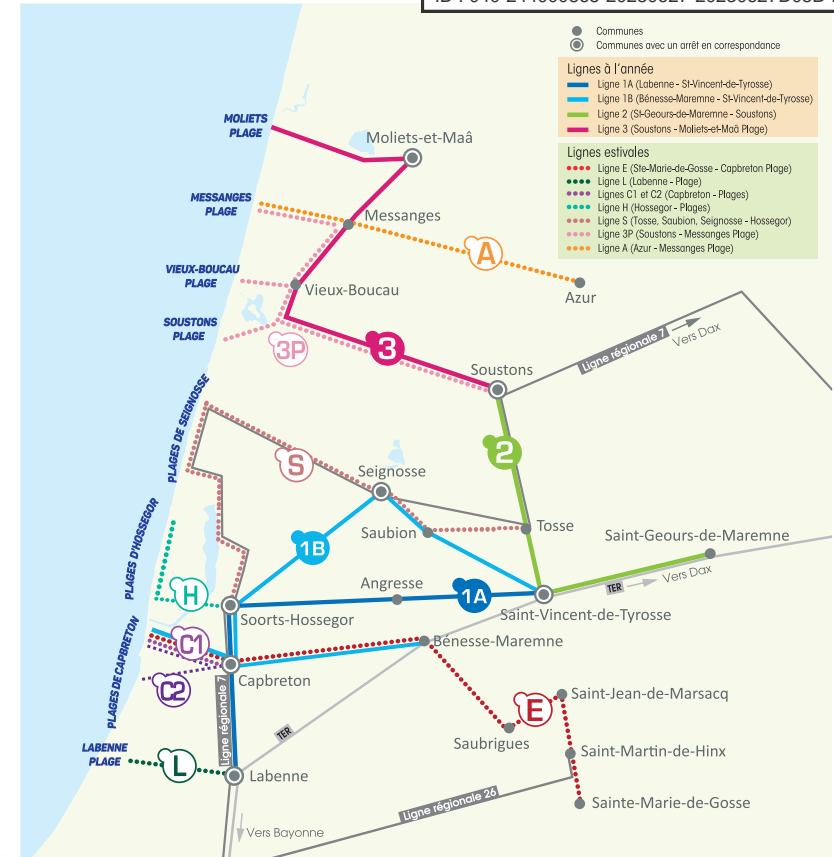 Communes
Communes avec un arrêt en correspondance
Lignes à l'année
Ligne 1A (Labenne - St-Vincent-de-Tyrosse)
Ligne 1B (Bénesse-Maremne - St-Vincent-de-Tyrosse)
Ligne 2 (St-Geours-de-Maremne - Soustons)
Ligne 3 (Soustons - Moliets-et-Maâ Plage)
Lignes estivales
Ligne E (Ste-Marie-de-Gosse - Capbreton Plage)
Ligne L (Labenne - Plage)
Lignes C1 et C2 (Capbreton - Plages)
Ligne H (Hossegor - Plages)
Ligne S (Tosse, Saubion, Seignosse - Hossegor)
Ligne 3P (Soustons - Messanges Plage)
Ligne A (Azur - Messanges Plage)
MOLIETS
PLAGE
Moliets-et-Maâ
MESSANGES
PLAGE
Messanges
A
Azur
VIEUX-BOUCAU
PLAGE
Vieux-Boucau
SOUSTONS
PLAGE
3P
3
Soustons
Ligne régionale 7
Vers Dax
PLAGES DE SEIGNOSSE
S
2
Seignosse
Saubion
Tosse
1B
Saint-Geours-de-Maremne
PLAGES D'HOSSEGOR
H
Angresse
1A
TER
Vers Dax
Soorts-Hossegor
Saint-Vincent-de-Tyrosse
PLAGES DE CAPBRETON
C1
C2
Bénesse-Maremne
Capbreton
Ligne régionale 7
E
Saint-Jean-de-Marsacq
Saubrigues
TER
Saint-Martin-de-Hinx
LABENNE
PLAGE
L
Labenne
Ligne régionale 26
Sainte-Marie-de-Gosse
Vers Bayonne